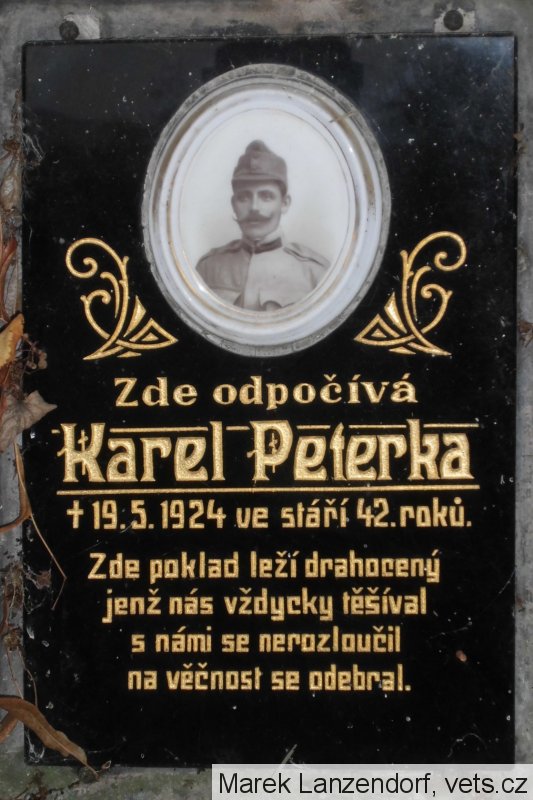 Zde odpočívá
Karel Peterka
† 19.5.1924 ve stáří 42. roků.
Zde poklad leží drahocený
jenž nás vždycky těšíval
s námi se nerozloučil
na věčnost se odebral.
Marek Lanzendorf, vets.cz